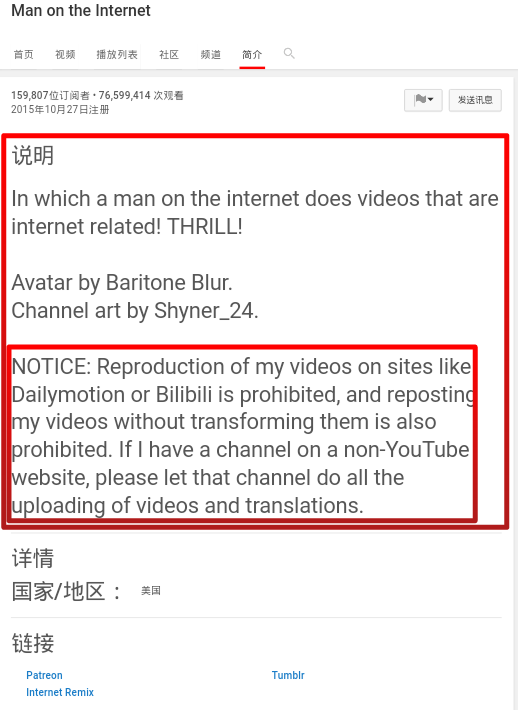 Man on the Internet
首页 视频 播放列表 社区 频道 简介
159,807位订阅者 • 76,599,414 次观看
2015年10月27日注册
发送讯息
说明
In which a man on the internet does videos that are
internet related! THRILL!
Avatar by Baritone Blur.
Channel art by Shyner_24.
NOTICE: Reproduction of my videos on sites like
Dailymotion or Bilibili is prohibited, and reposting
my videos without transforming them is also
prohibited. If I have a channel on a non-YouTube
website, please let that channel do all the
uploading of videos and translations.
详情
国家/地区： 美国
链接
Patreon Tumblr
Internet Remix